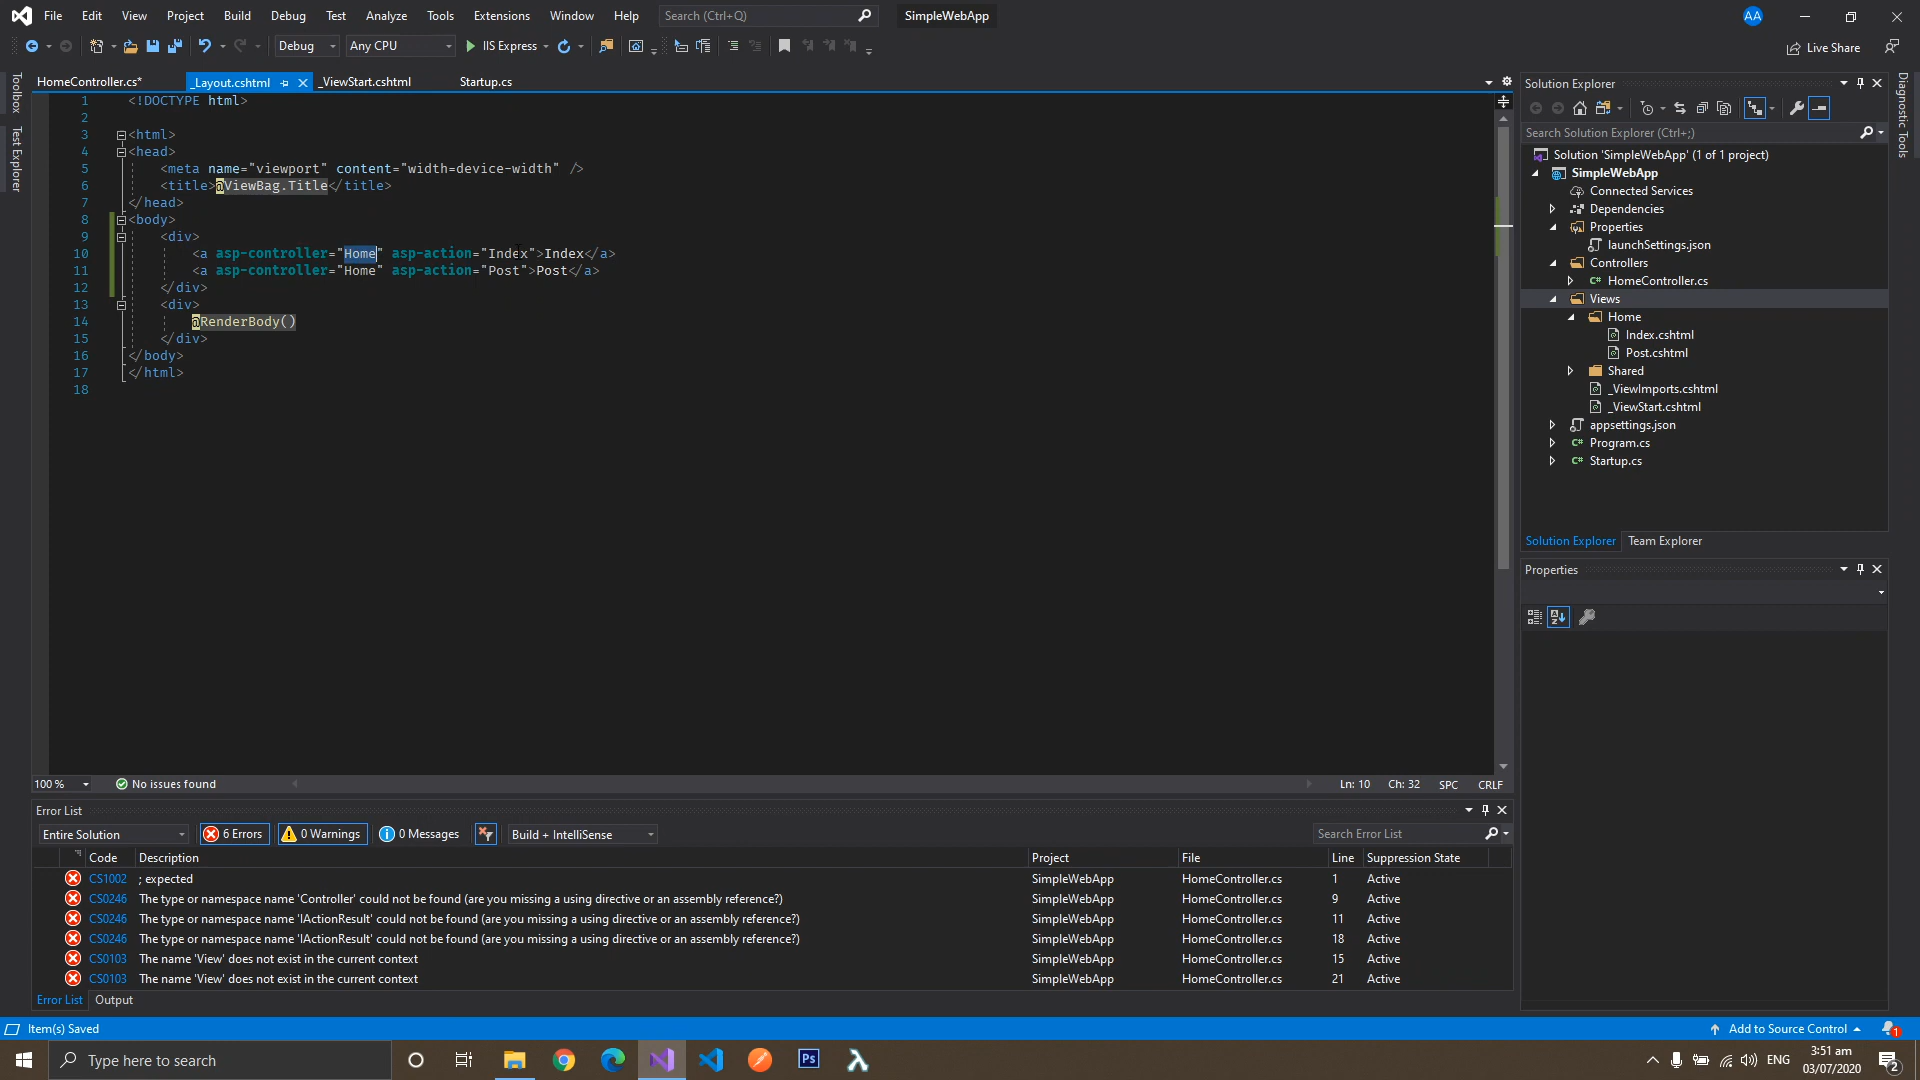 File Edit View Project Build Debug Test Analyze Tools Extensions Window Help Search (Ctrl+Q) SimpleWebApp AA
Debug Any CPU IIS Express Live Share
HomeController.cs* _Layout.cshtml _ViewStart.cshtml Startup.cs
Toolbox
Test Explorer
1 <!DOCTYPE html>
2
3 <html>
4 <head>
5 <meta name="viewport" content="width=device-width" />
6 <title>@ViewBag.Title</title>
7 </head>
8 <body>
9 <div>
10 <a asp-controller="Home" asp-action="Index">Index</a>
11 <a asp-controller="Home" asp-action="Post">Post</a>
12 </div>
13 <div>
14 @RenderBody()
15 </div>
16 </body>
17 </html>
18
100 % No issues found Ln: 10 Ch: 32 SPC CRLF
Error List
Entire Solution 6 Errors 0 Warnings 0 Messages Build + IntelliSense Search Error List
Code Description Project File Line Suppression State
CS1002 ; expected SimpleWebApp HomeController.cs 1 Active
CS0246 The type or namespace name 'Controller' could not be found (are you missing a using directive or an assembly reference?) SimpleWebApp HomeController.cs 9 Active
CS0246 The type or namespace name 'IActionResult' could not be found (are you missing a using directive or an assembly reference?) SimpleWebApp HomeController.cs 11 Active
CS0246 The type or namespace name 'IActionResult' could not be found (are you missing a using directive or an assembly reference?) SimpleWebApp HomeController.cs 18 Active
CS0103 The name 'View' does not exist in the current context SimpleWebApp HomeController.cs 15 Active
CS0103 The name 'View' does not exist in the current context SimpleWebApp HomeController.cs 21 Active
Error List Output
Solution Explorer
Search Solution Explorer (Ctrl+;)
Solution 'SimpleWebApp' (1 of 1 project)
SimpleWebApp
Connected Services
Dependencies
Properties
launchSettings.json
Controllers
C# HomeController.cs
Views
Home
Index.cshtml
Post.cshtml
Shared
_ViewImports.cshtml
_ViewStart.cshtml
appsettings.json
C# Program.cs
C# Startup.cs
Solution Explorer Team Explorer
Properties
Diagnostic Tools
Item(s) Saved Add to Source Control 1
Type here to search Ps ENG 3:51 am
03/07/2020 2